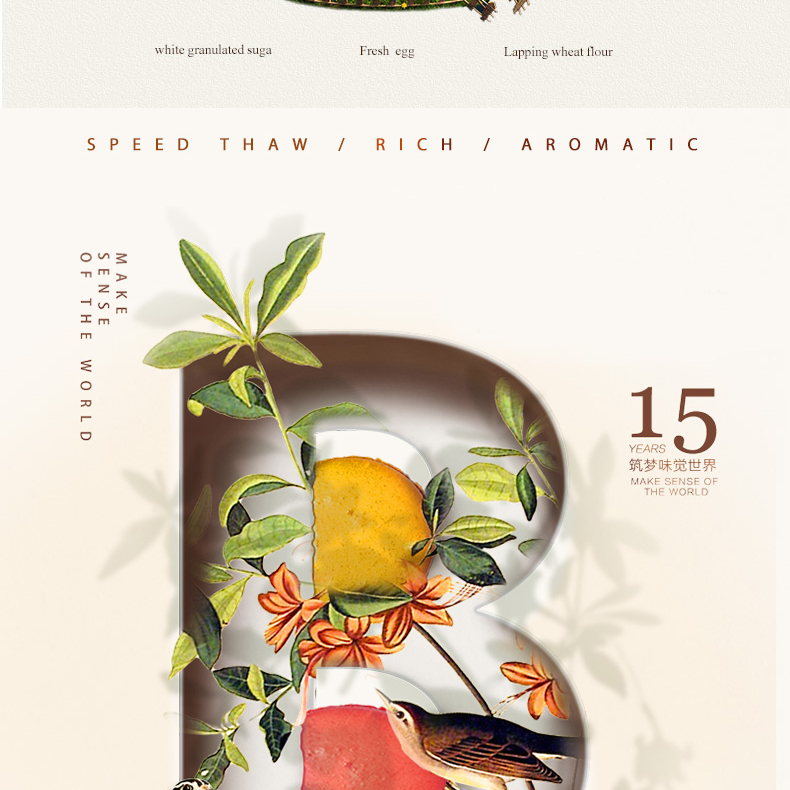 white granulated suga
Fresh egg
Lapping wheat flour
SPEED THAW / RICH / AROMATIC
MAKE
SENSE
OF THE WORLD
15
YEARS
筑梦味觉世界
MAKE SENSE OF
THE WORLD